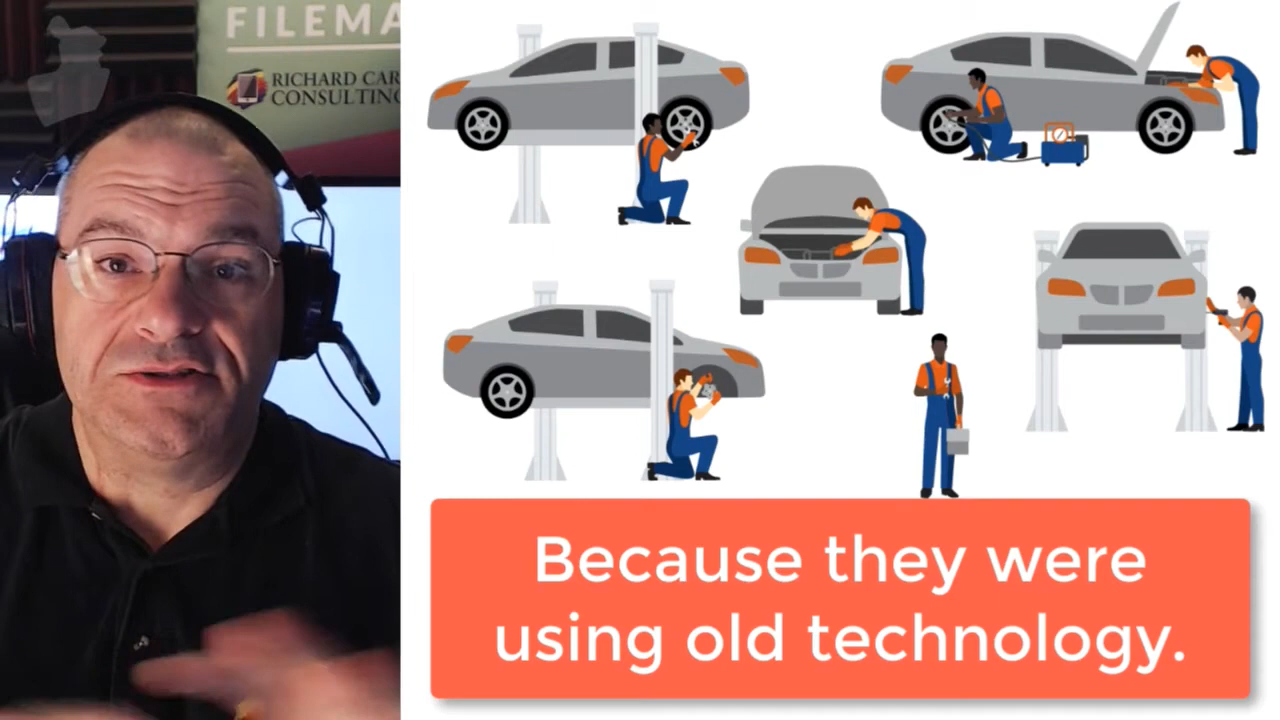 FILEMA
RICHARD CAR
CONSULTING
Because they were
using old technology.